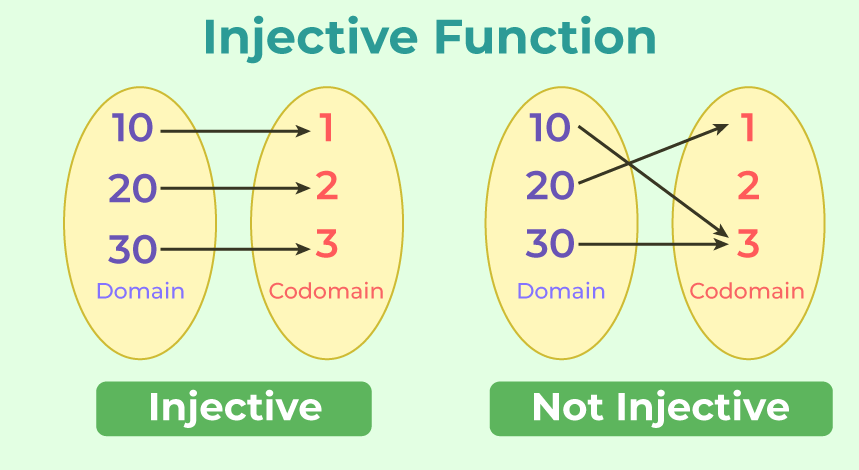 Injective Function
10 1
20 2
30 3
Domain Codomain
Injective
10 1
20 2
30 3
Domain Codomain
Not Injective